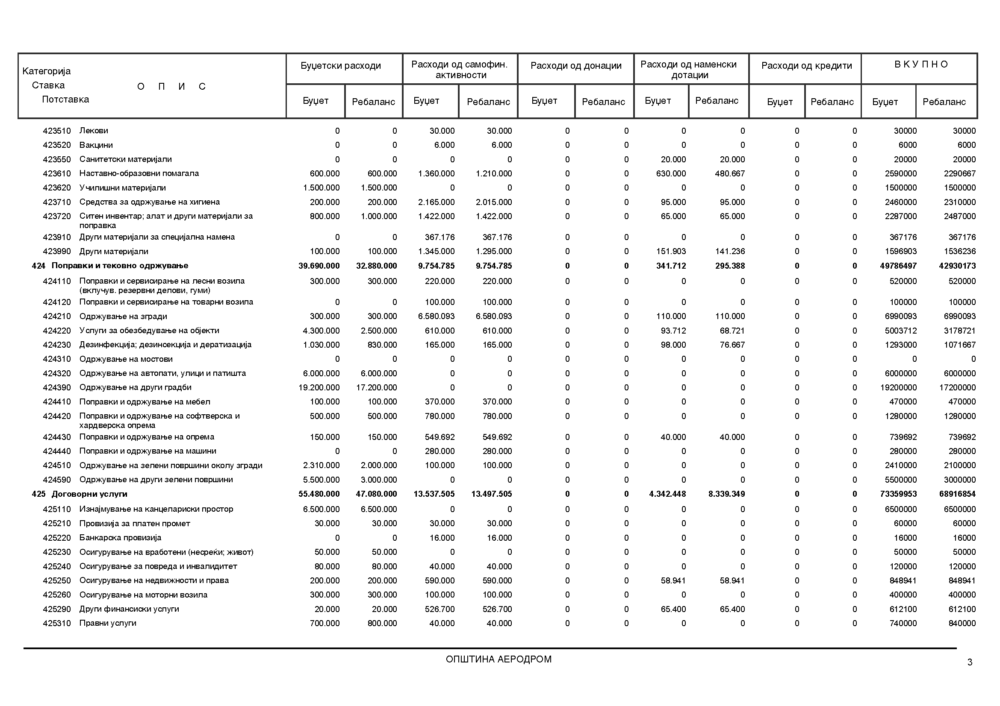 Категорија
Ставка
Потставка
О П И С
Буџетски расходи
Расходи од самофин.
активности
Расходи од донации
Расходи од наменски
дотации
Расходи од кредити
В К У П Н О
Буџет Ребаланс Буџет Ребаланс Буџет Ребаланс Буџет Ребаланс Буџет Ребаланс Буџет Ребаланс
423510 Лекови 0 0 30.000 30.000 0 0 0 0 0 0 30000 30000
423520 Вакцини 0 0 6.000 6.000 0 0 0 0 0 0 6000 6000
423550 Санитетски материјали 0 0 0 0 0 0 20.000 20.000 0 0 20000 20000
423610 Наставно-образовни помагала 600.000 600.000 1.360.000 1.210.000 0 0 630.000 480.667 0 0 2590000 2290667
423620 Училишни материјали 1.500.000 1.500.000 0 0 0 0 0 0 0 0 1500000 1500000
423710 Средства за одржување на хигиена 200.000 200.000 2.165.000 2.015.000 0 0 95.000 95.000 0 0 2460000 2310000
423720 Ситен инвентар; алат и други материјали за 800.000 1.000.000 1.422.000 1.422.000 0 0 65.000 65.000 0 0 2287000 2487000
поправка
423910 Други материјали за специјална намена 0 0 367.176 367.176 0 0 0 0 0 0 367176 367176
423990 Други материјали 100.000 100.000 1.345.000 1.295.000 0 0 151.903 141.236 0 0 1596903 1536236
424 Поправки и тековно одржување 39.690.000 32.880.000 9.754.785 9.754.785 0 0 341.712 295.388 0 0 49786497 42930173
424110 Поправки и сервисирање на лесни возила 300.000 300.000 220.000 220.000 0 0 0 0 0 0 520000 520000
(вклучув. резервни делови, гуми)
424120 Поправки и сервисирање на товарни возила 0 0 100.000 100.000 0 0 0 0 0 0 100000 100000
424210 Одржување на згради 300.000 300.000 6.580.093 6.580.093 0 0 110.000 110.000 0 0 6990093 6990093
424220 Услуги за обезбедување на објекти 4.300.000 2.500.000 610.000 610.000 0 0 93.712 68.721 0 0 5003712 3178721
424230 Дезинфекција; дезинсекција и дератизација 1.030.000 830.000 165.000 165.000 0 0 98.000 76.667 0 0 1293000 1071667
424310 Одржување на мостови 0 0 0 0 0 0 0 0 0 0 0 0
424320 Одржување на автопати, улици и патишта 6.000.000 6.000.000 0 0 0 0 0 0 0 0 6000000 6000000
424390 Одржување на други градби 19.200.000 17.200.000 0 0 0 0 0 0 0 0 19200000 17200000
424410 Поправки и одржување на мебел 100.000 100.000 370.000 370.000 0 0 0 0 0 0 470000 470000
424420 Поправки и одржување на софтверска и 500.000 500.000 780.000 780.000 0 0 0 0 0 0 1280000 1280000
хардверска опрема
424430 Поправки и одржување на опрема 150.000 150.000 549.692 549.692 0 0 40.000 40.000 0 0 739692 739692
424440 Поправки и одржување на машини 0 0 280.000 280.000 0 0 0 0 0 0 280000 280000
424510 Одржување на зелени површини околу згради 2.310.000 2.000.000 100.000 100.000 0 0 0 0 0 0 2410000 2100000
424590 Одржување на други зелени површини 5.500.000 3.000.000 0 0 0 0 0 0 0 0 5500000 3000000
425 Договорни услуги 55.480.000 47.080.000 13.537.505 13.497.505 0 0 4.342.448 8.339.349 0 0 73359953 68916854
425110 Изнајмување на канцелариски простор 6.500.000 6.500.000 0 0 0 0 0 0 0 0 6500000 6500000
425210 Провизија за платен промет 30.000 30.000 30.000 30.000 0 0 0 0 0 0 60000 60000
425220 Банкарска провизија 0 0 16.000 16.000 0 0 0 0 0 0 16000 16000
425230 Осигурување на вработени (несреќи; живот) 50.000 50.000 0 0 0 0 0 0 0 0 50000 50000
425240 Осигурување за повреда и инвалидитет 80.000 80.000 40.000 40.000 0 0 0 0 0 0 120000 120000
425250 Осигурување на недвижности и права 200.000 200.000 590.000 590.000 0 0 58.941 58.941 0 0 848941 848941
425260 Осигурување на моторни возила 300.000 300.000 100.000 100.000 0 0 0 0 0 0 400000 400000
425290 Други финансиски услуги 20.000 20.000 526.700 526.700 0 0 65.400 65.400 0 0 612100 612100
425310 Правни услуги 700.000 800.000 40.000 40.000 0 0 0 0 0 0 740000 840000
ОПШТИНА АЕРОДРОМ
3